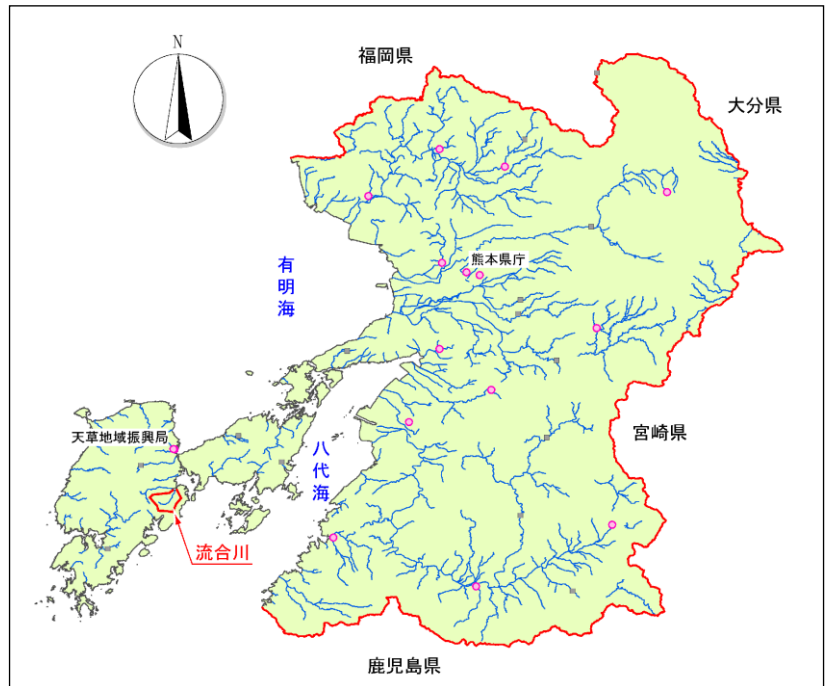 N
福岡県
大分県
有明海
熊本県庁
天草地域振興局
八代海
宮崎県
流合川
鹿児島県